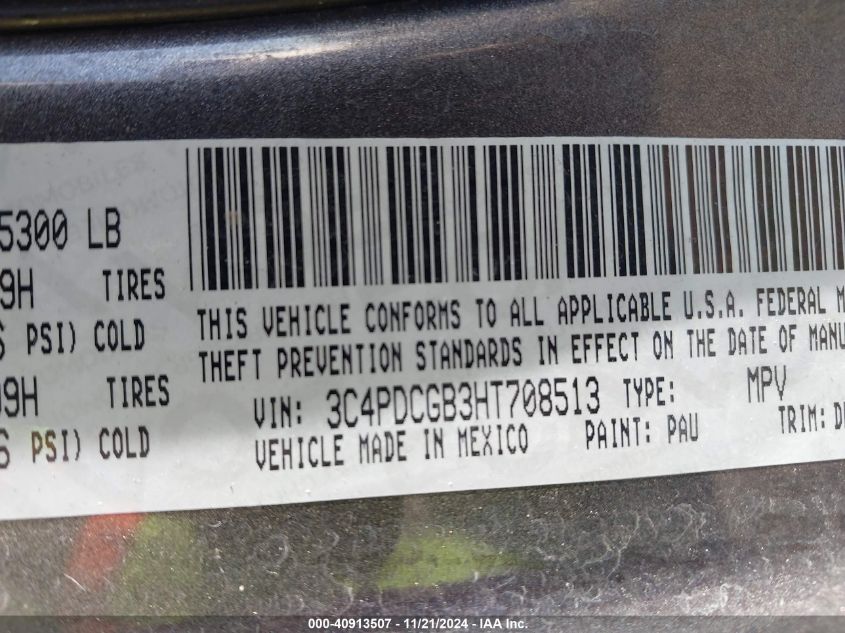 5300 LB
9H TIRES
PSI) COLD
09H TIRES
PSI) COLD
THIS VEHICLE CONFORMS TO ALL APPLICABLE U.S.A. FEDERAL M
THEFT PREVENTION STANDARDS IN EFFECT ON THE DATE OF MANU
VIN: 3C4PDCGB3HT708513 TYPE: MPV
VEHICLE MADE IN MEXICO PAINT: PAU TRIM:
000-40913507 - 11/21/2024 - IAA Inc.